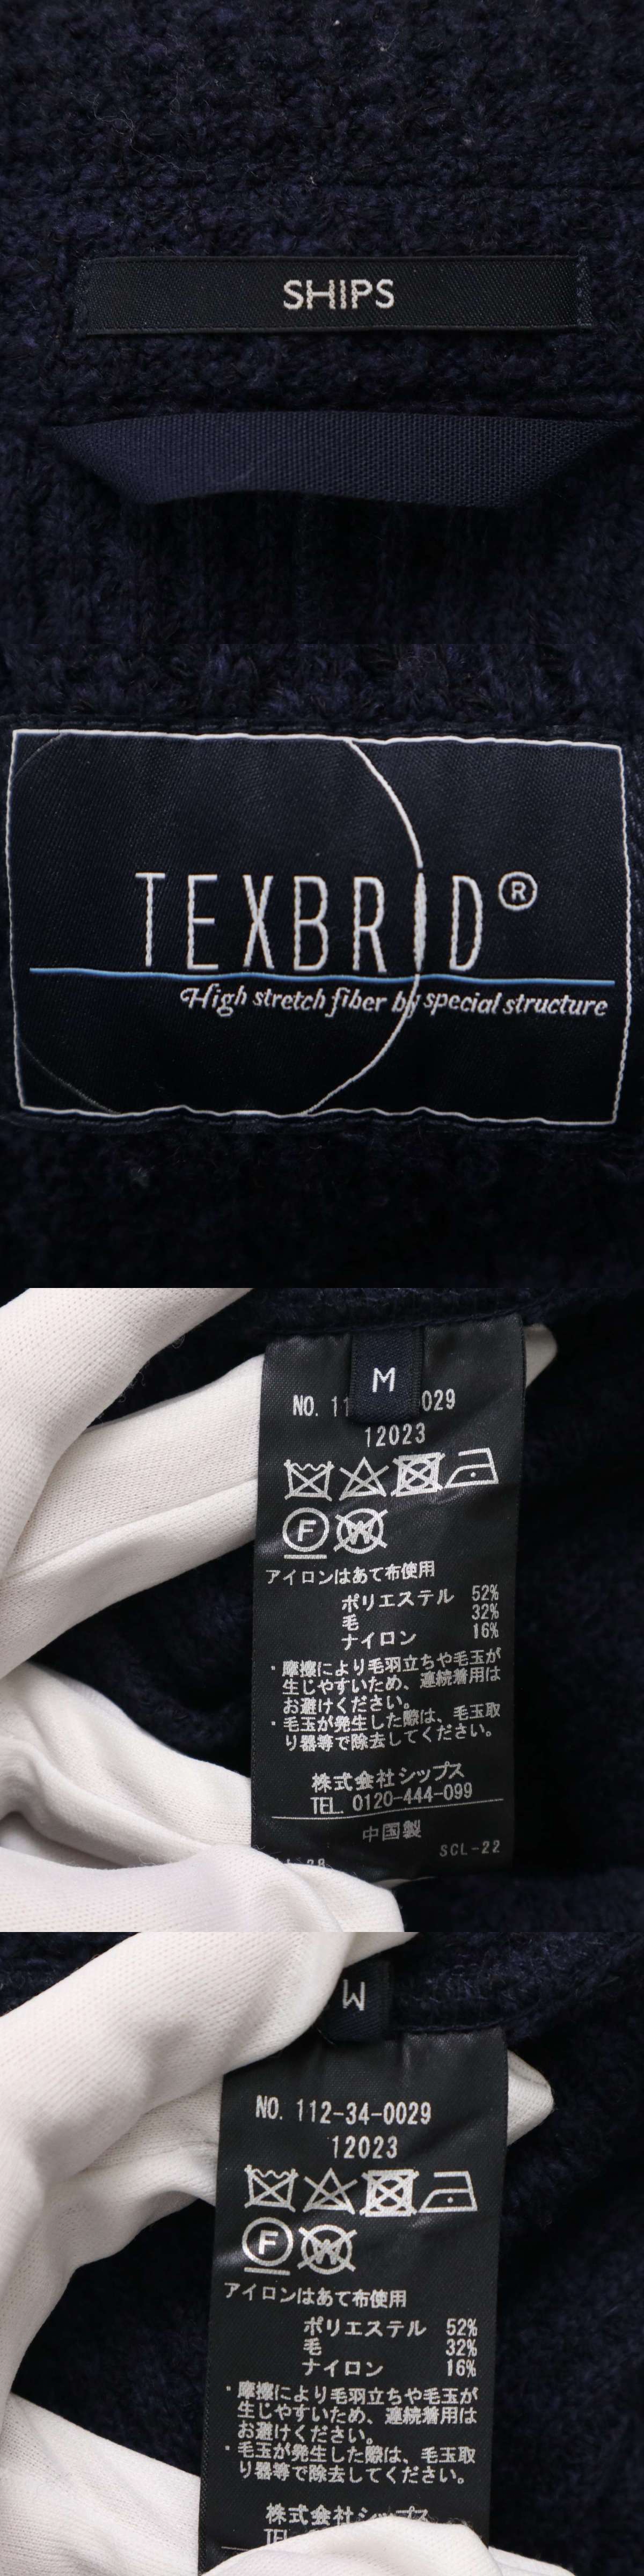 SHIPS
TEXBRID®
High stretch fiber by special structure
M
NO. 11 029
12023
F
W
アイロンはあて布使用
ポリエステル 52%
毛 32%
ナイロン 16%
・摩擦により毛羽立ちや毛玉が
生じやすいため、連続着用は
お避けください。
・毛玉が発生した際は、毛玉取
り器等で除去してください。
株式会社シップス
TEL. 0120-444-099
中国製
SCL-22
M
NO. 112-34-0029
12023
F
W
アイロンはあて布使用
ポリエステル 52%
毛 32%
ナイロン 16%
・摩擦により毛羽立ちや毛玉が
生じやすいため、連続着用は
お避けください。
・毛玉が発生した際は、毛玉取
り器等で除去してください。
株式会社シップス